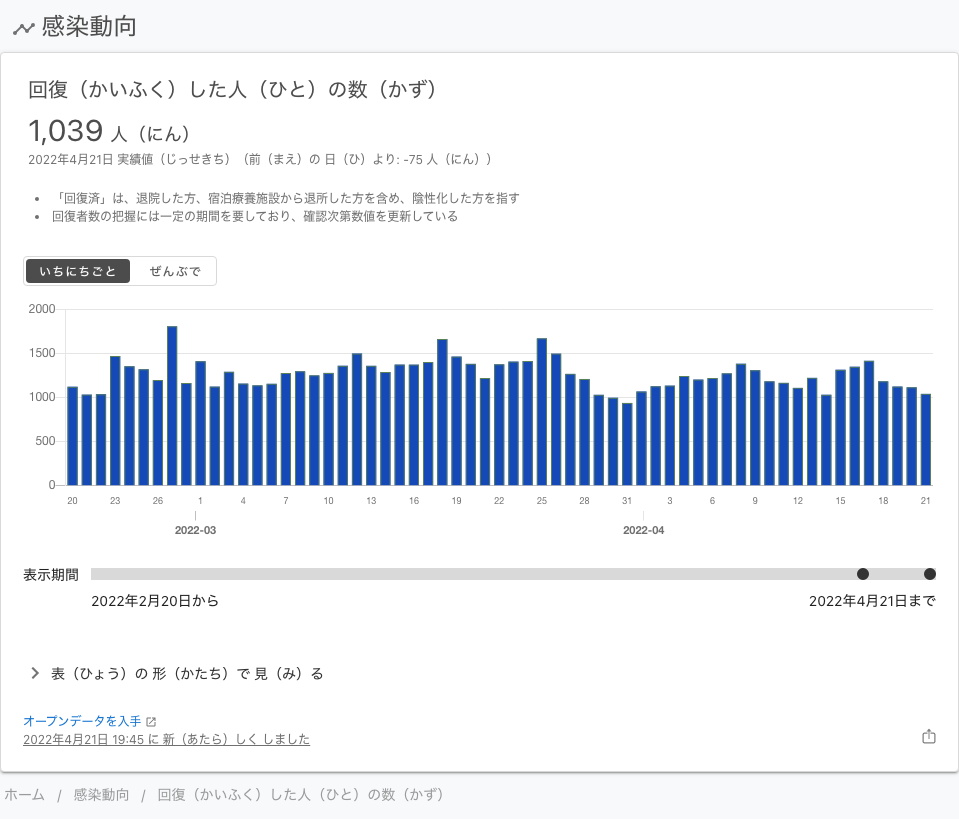 感染動向
回復（かいふく）した人（ひと）の数（かず）
1,039 人（にん）
2022年4月21日 実績値（じっせきち）（前（まえ）の 日（ひ）より: -75 人（にん））
• 「回復済」は、退院した方、宿泊療養施設から退所した方を含め、陰性化した方を指す
• 回復者数の把握には一定の期間を要しており、確認次第数値を更新している
いちにちごと ぜんぶで
2000
1500
1000
500
0
20 23 26 1 4 7 10 13 16 19 22 25 28 31 3 6 9 12 15 18 21
2022-03 2022-04
表示期間
2022年2月20日から 2022年4月21日まで
表（ひょう）の 形（かたち）で 見（み）る
オープンデータを入手
2022年4月21日 19:45 に 新（あたら）しく しました
ホーム / 感染動向 / 回復（かいふく）した人（ひと）の数（かず）